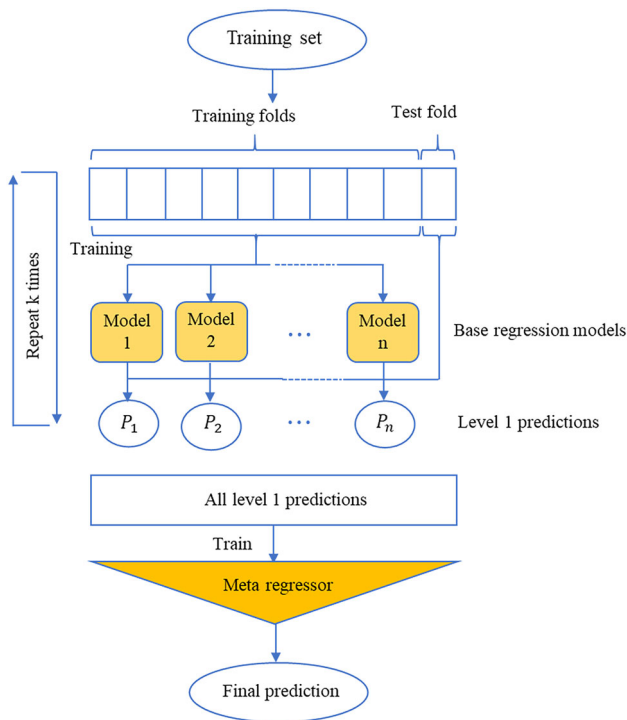 Training set
Training folds
Test fold
Training
Repeat k times
Model
1
Model
2
...
Model
n
Base regression models
P₁
P₂
...
Pₙ
Level 1 predictions
All level 1 predictions
Train
Meta regressor
Final prediction